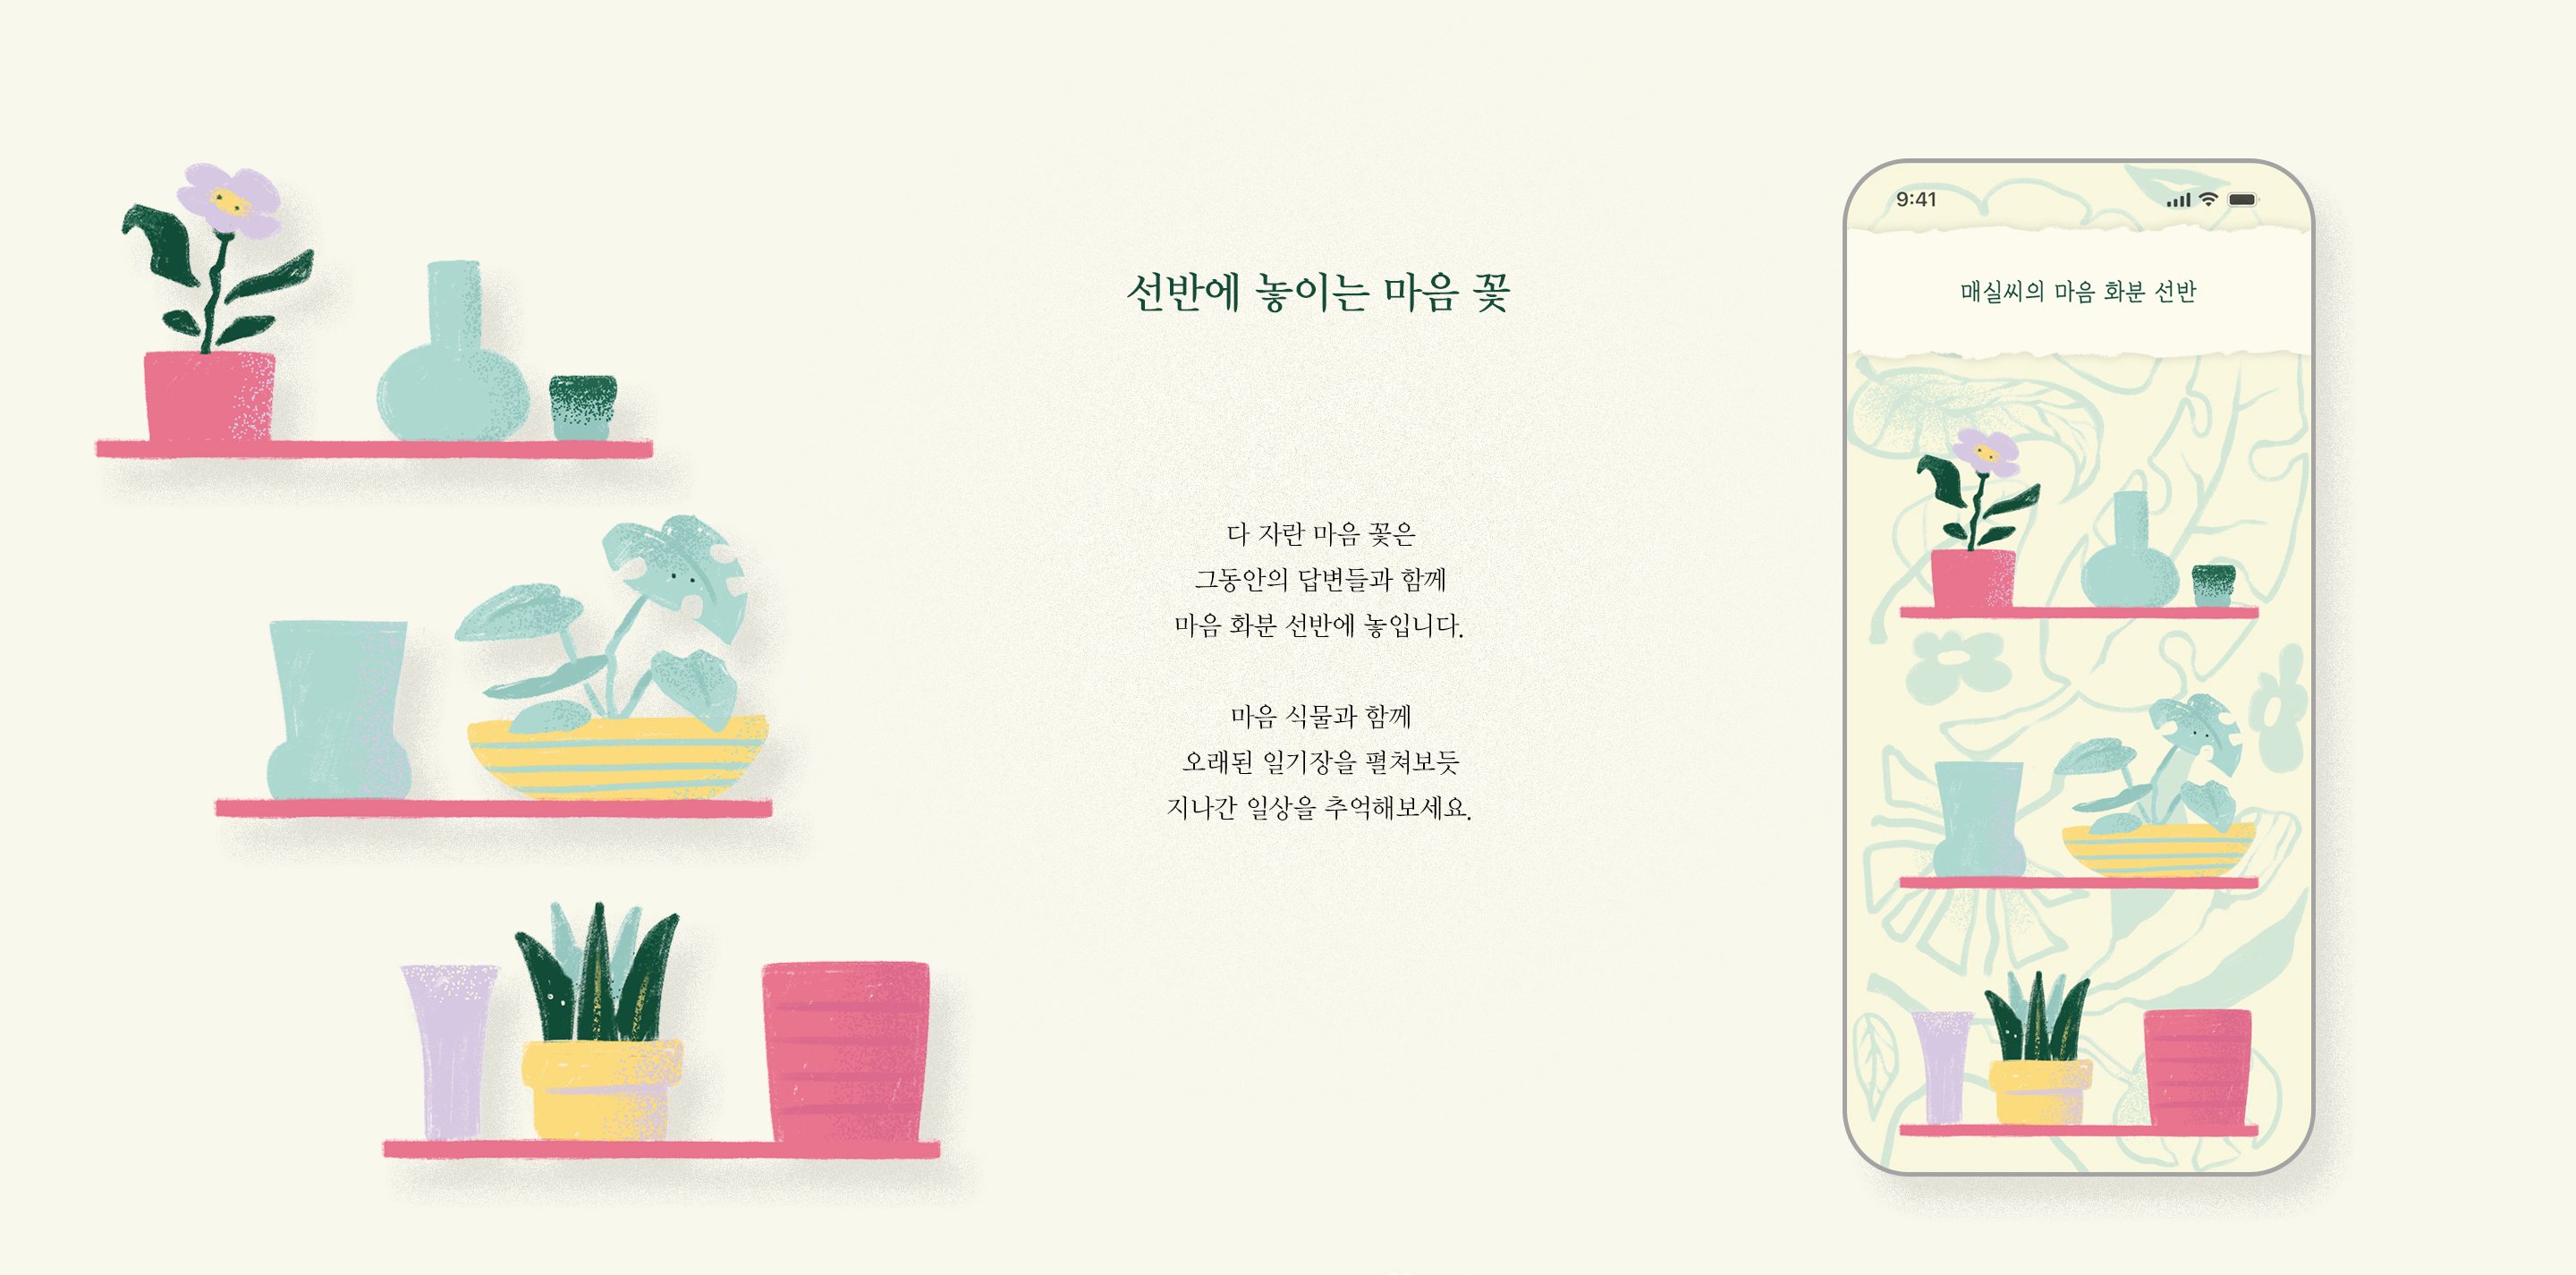 선반에 놓이는 마음 꽃
다 자란 마음 꽃은
그동안의 답변들과 함께
마음 화분 선반에 놓입니다.
마음 식물과 함께
오래된 일기장을 펼쳐보듯
지나간 일상을 추억해보세요.
9:41
매실씨의 마음 화분 선반